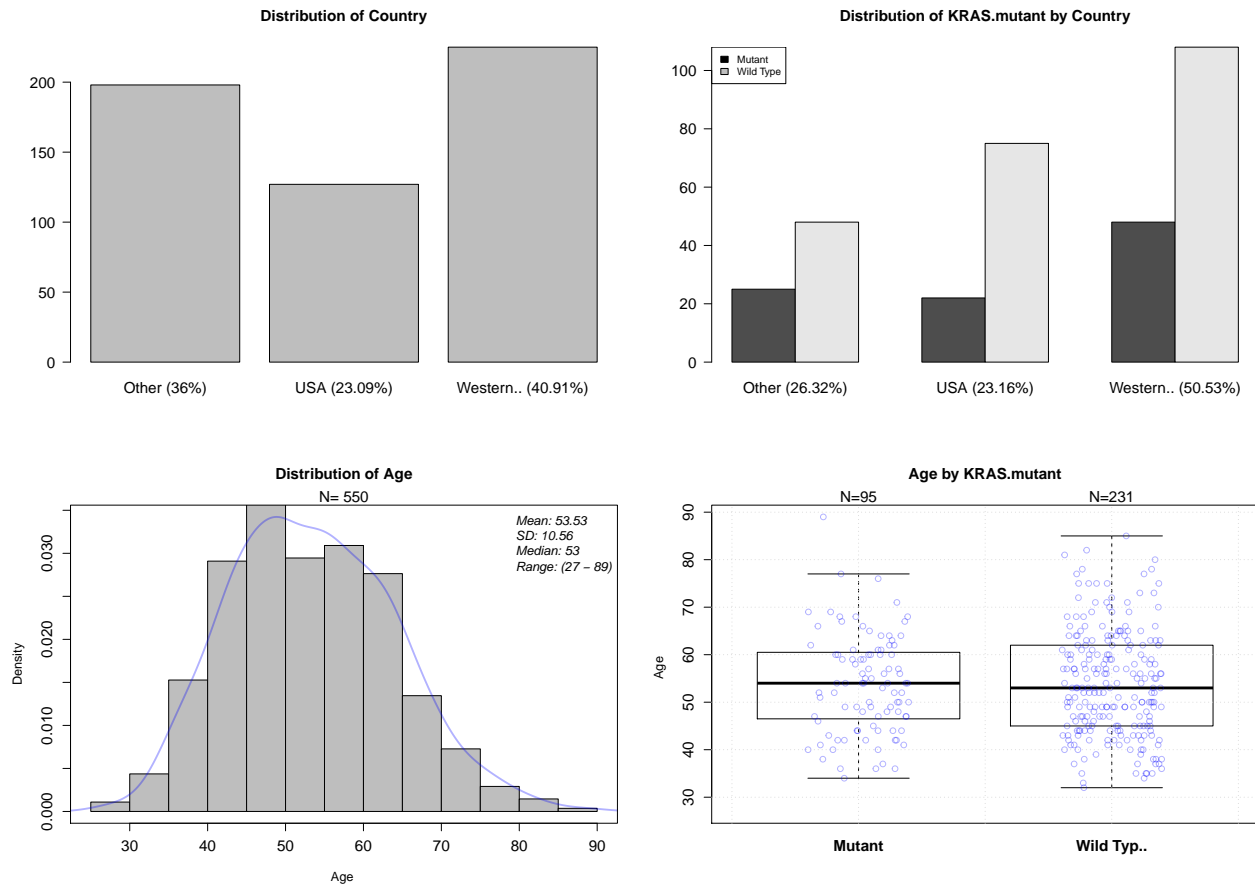 Distribution of Country
200
150
100
50
0
Other (36%)
USA (23.09%)
Western.. (40.91%)
Distribution of KRAS.mutant by Country
Mutant
Wild Type
100
80
60
40
20
0
Other (26.32%)
USA (23.16%)
Western.. (50.53%)
Distribution of Age
N= 550
Mean: 53.53
SD: 10.56
Median: 53
Range: (27 − 89)
Density
0.030
0.020
0.010
0.000
30
40
50
60
70
80
90
Age
Age by KRAS.mutant
N=95
N=231
Age
90
80
70
60
50
40
30
Mutant
Wild Typ..